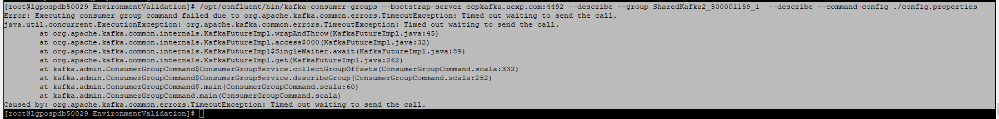 [root@lgpospdb50029 EnvironmentValidation]# /opt/confluent/bin/kafka-consumer-groups --bootstrap-server ecpkafka.aexp.com:4492 --describe --group SharedKafka2_500001159_1  --describe --command-config ./config.properties
Error: Executing consumer group command failed due to org.apache.kafka.common.errors.TimeoutException: Timed out waiting to send the call.
java.util.concurrent.ExecutionException: org.apache.kafka.common.errors.TimeoutException: Timed out waiting to send the call.
        at org.apache.kafka.common.internals.KafkaFutureImpl.wrapAndThrow(KafkaFutureImpl.java:45)
        at org.apache.kafka.common.internals.KafkaFutureImpl.access$000(KafkaFutureImpl.java:32)
        at org.apache.kafka.common.internals.KafkaFutureImpl$SingleWaiter.await(KafkaFutureImpl.java:89)
        at org.apache.kafka.common.internals.KafkaFutureImpl.get(KafkaFutureImpl.java:262)
        at kafka.admin.ConsumerGroupCommand$ConsumerGroupService.collectGroupOffsets(ConsumerGroupCommand.scala:332)
        at kafka.admin.ConsumerGroupCommand$ConsumerGroupService.describeGroup(ConsumerGroupCommand.scala:252)
        at kafka.admin.ConsumerGroupCommand$.main(ConsumerGroupCommand.scala:60)
        at kafka.admin.ConsumerGroupCommand.main(ConsumerGroupCommand.scala)
Caused by: org.apache.kafka.common.errors.TimeoutException: Timed out waiting to send the call.
[root@lgpospdb50029 EnvironmentValidation]#